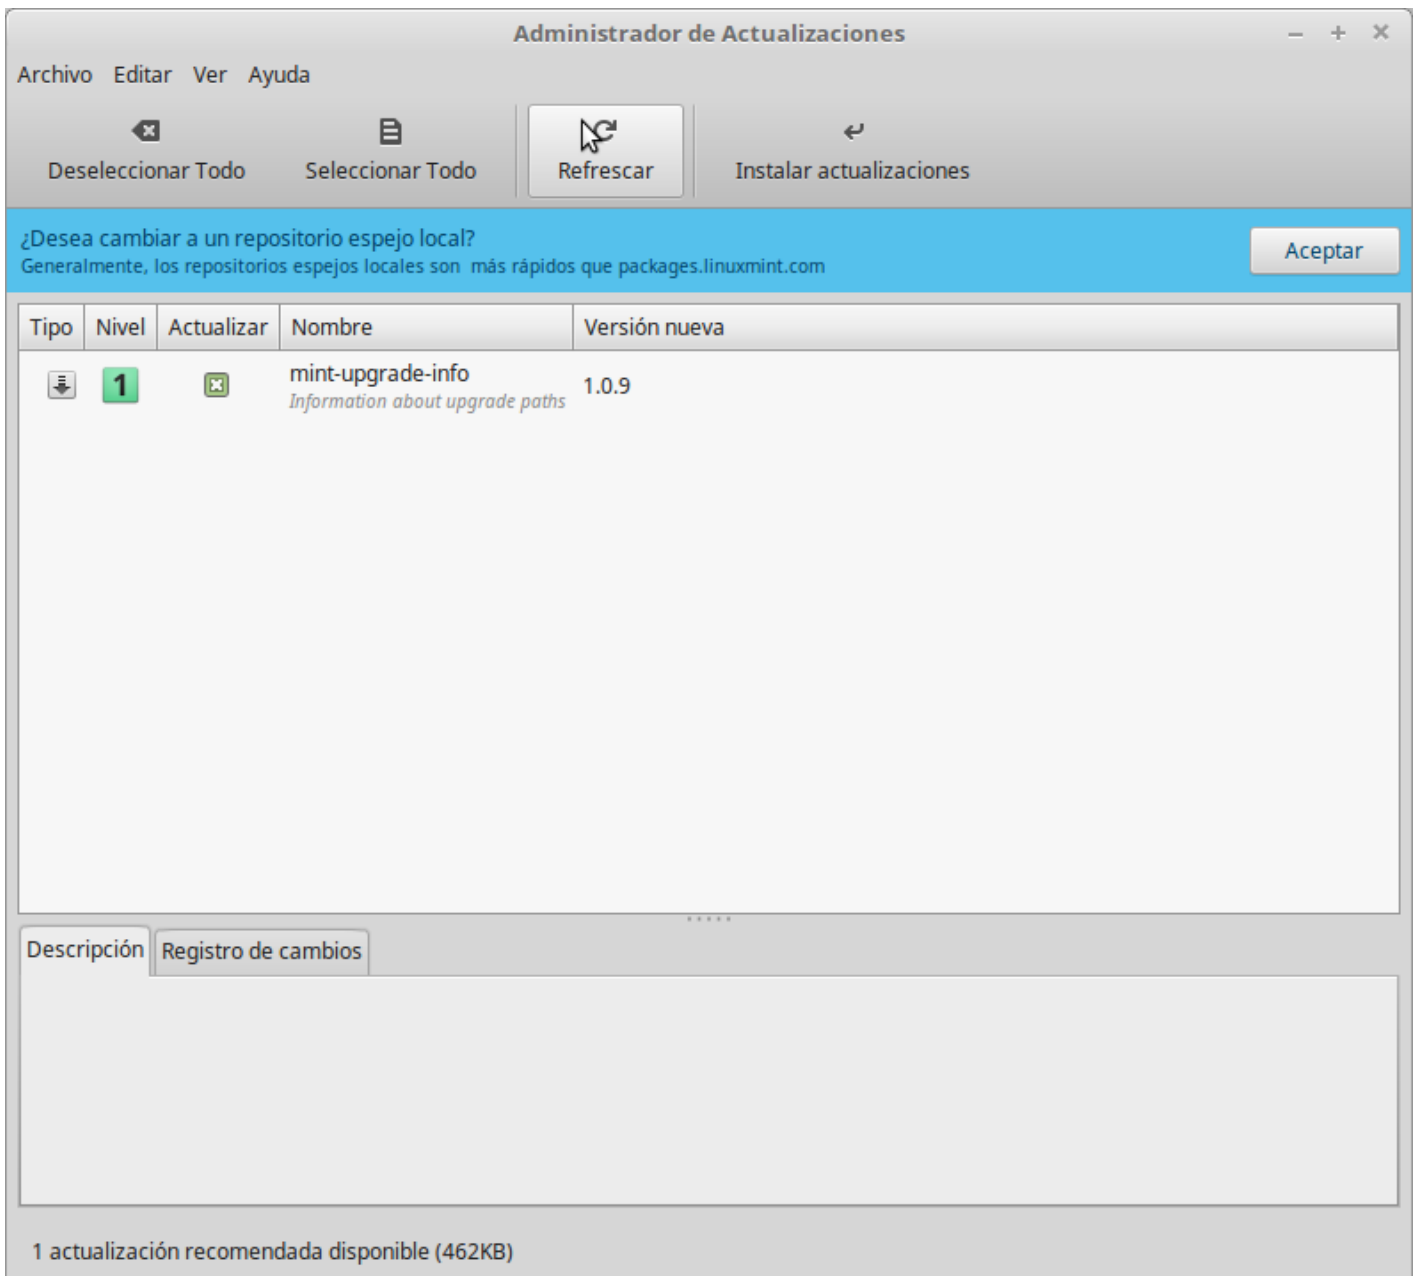 Administrador de Actualizaciones
Archivo Editar Ver Ayuda
Deseleccionar Todo Seleccionar Todo Refrescar Instalar actualizaciones
¿Desea cambiar a un repositorio espejo local?
Generalmente, los repositorios espejos locales son  más rápidos que packages.linuxmint.com
Aceptar
Tipo Nivel Actualizar Nombre Versión nueva
1 mint-upgrade-info 1.0.9
Information about upgrade paths
Descripción Registro de cambios
1 actualización recomendada disponible (462KB)